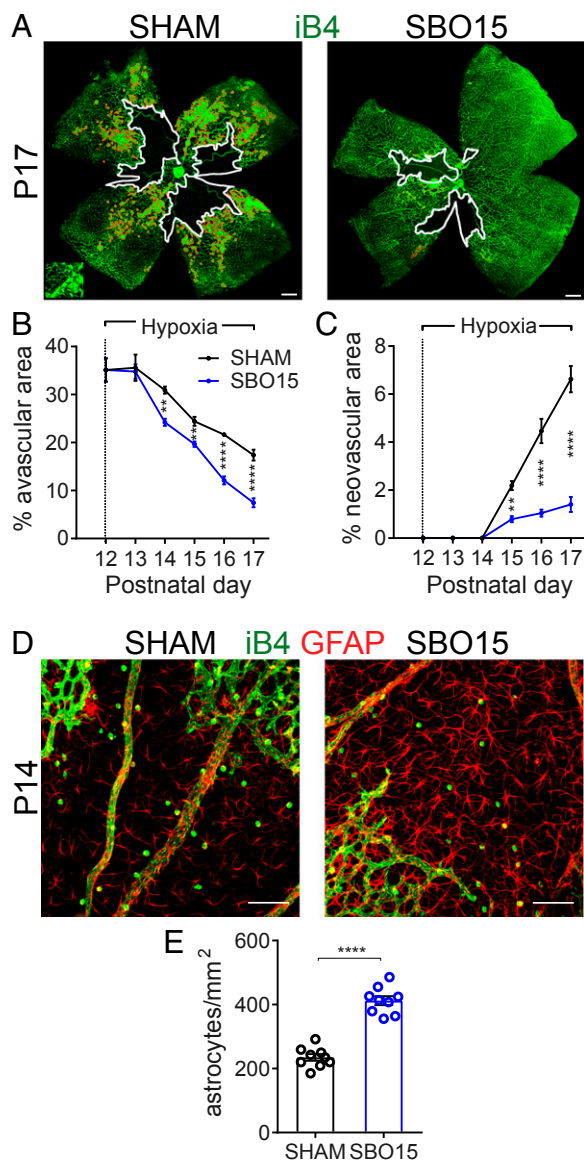 A SHAM iB4 SBO15
P17
B Hypoxia
SHAM
SBO15
% avascular area
40
30
20
10
0
**
***
****
****
12 13 14 15 16 17
Postnatal day
C Hypoxia
% neovascular area
8
6
4
2
0
**
****
****
12 13 14 15 16 17
Postnatal day
D SHAM iB4 GFAP SBO15
P14
E
astrocytes/mm²
600
400
200
0
****
SHAM SBO15